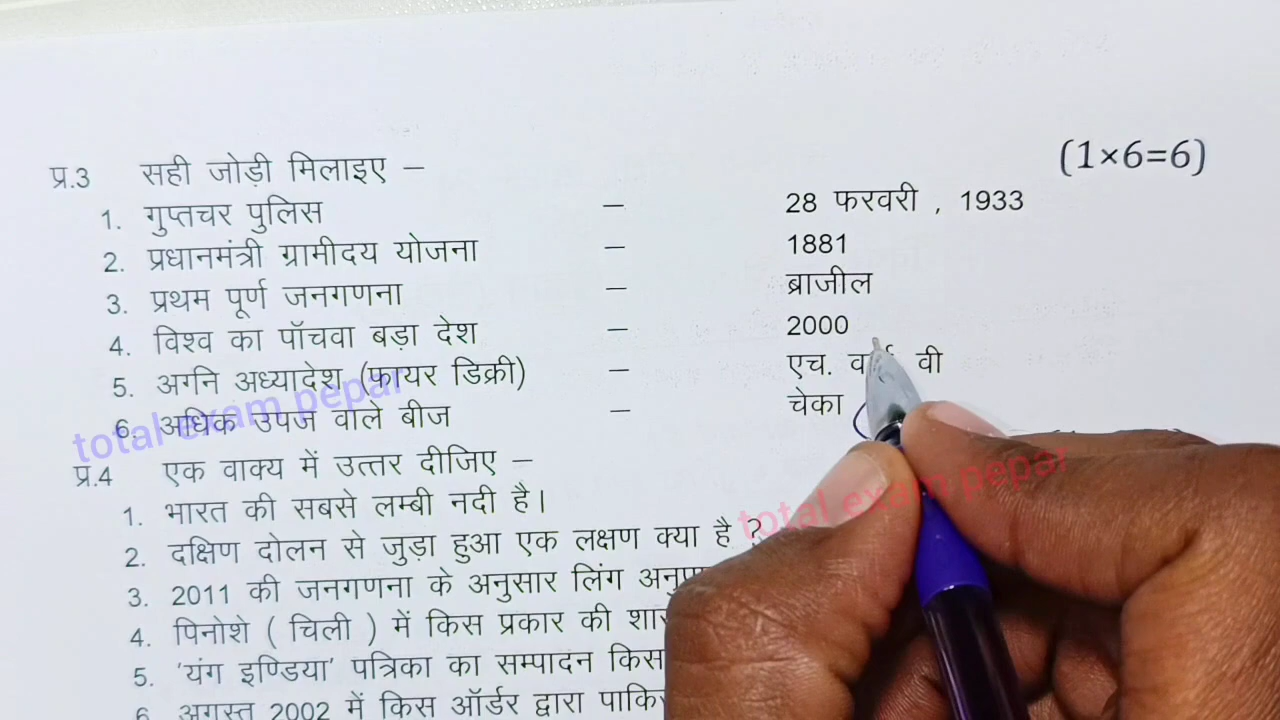 (1×6=6)
प्र.3 सही जोड़ी मिलाइए –
1. गुप्तचर पुलिस – 28 फरवरी , 1933
2. प्रधानमंत्री ग्रामीदय योजना – 1881
3. प्रथम पूर्ण जनगणना – ब्राजील
4. विश्व का पॉचवा बड़ा देश – 2000
5. अग्नि अध्यादेश (फायर डिक्री) – एच. वी
6. अधिक उपज वाले बीज – चेका
total exam pepar
प्र.4 एक वाक्य में उत्तर दीजिए –
1. भारत की सबसे लम्बी नदी है।
total exam pepar
2. दक्षिण दोलन से जुड़ा हुआ एक लक्षण क्या है ?
3. 2011 की जनगणना के अनुसार लिंग
4. पिनोशे ( चिली ) में किस प्रकार की
5. 'यंग इण्डिया' पत्रिका का सम्पादन किस
6. अगस्त 2002 में किस ऑर्डर द्वारा